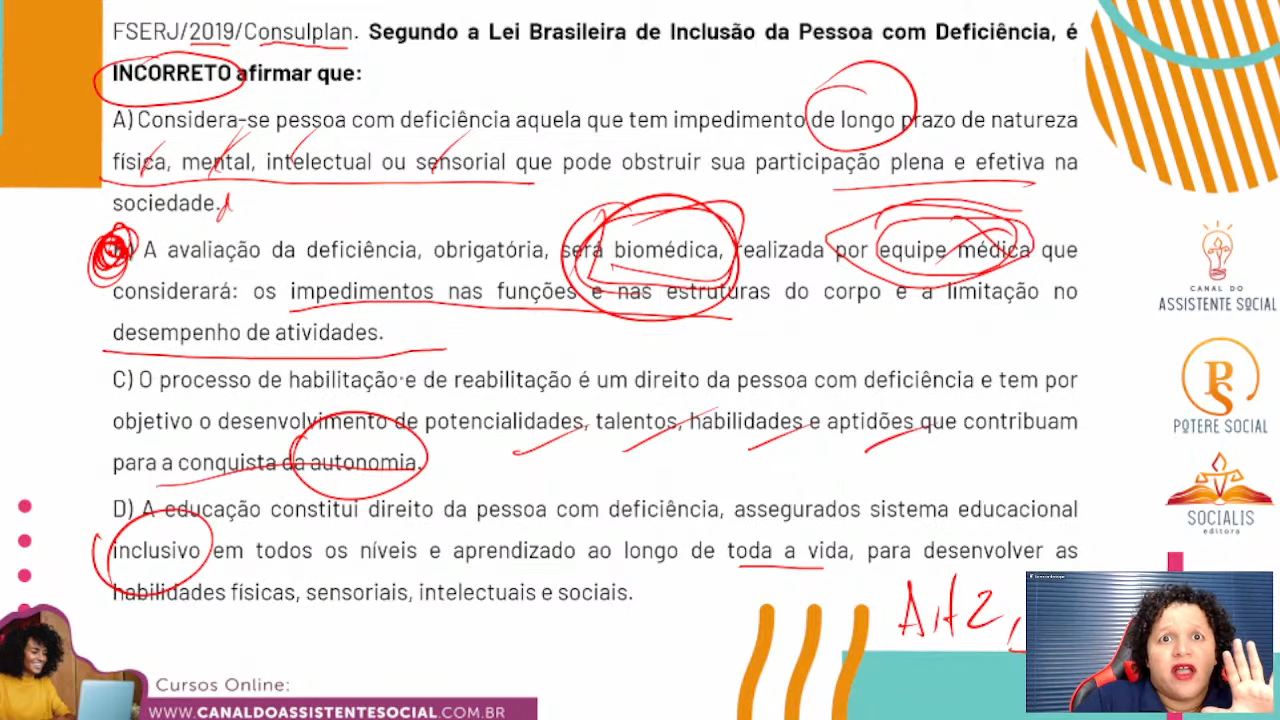 FSERJ/2019/Consulplan. Segundo a Lei Brasileira de Inclusão da Pessoa com Deficiência, é
INCORRETO afirmar que:
A) Considera-se pessoa com deficiência aquela que tem impedimento de longo prazo de natureza
física, mental, intelectual ou sensorial que pode obstruir sua participação plena e efetiva na
sociedade.
A avaliação da deficiência, obrigatória, será biomédica, realizada por equipe médica que
considerará: os impedimentos nas funções e nas estruturas do corpo e a limitação no
desempenho de atividades.
C) O processo de habilitação e de reabilitação é um direito da pessoa com deficiência e tem por
objetivo o desenvolvimento de potencialidades, talentos, habilidades e aptidões que contribuam
para a conquista da autonomia.
D) A educação constitui direito da pessoa com deficiência, assegurados sistema educacional
inclusivo em todos os níveis e aprendizado ao longo de toda a vida, para desenvolver as
habilidades físicas, sensoriais, intelectuais e sociais.
CANAL DO
ASSISTENTE SOCIAL
PS
POTERE SOCIAL
SOCIALIS
editora
Cursos Online:
WWW.CANALDOASSISTENTESOCIAL.COM.BR